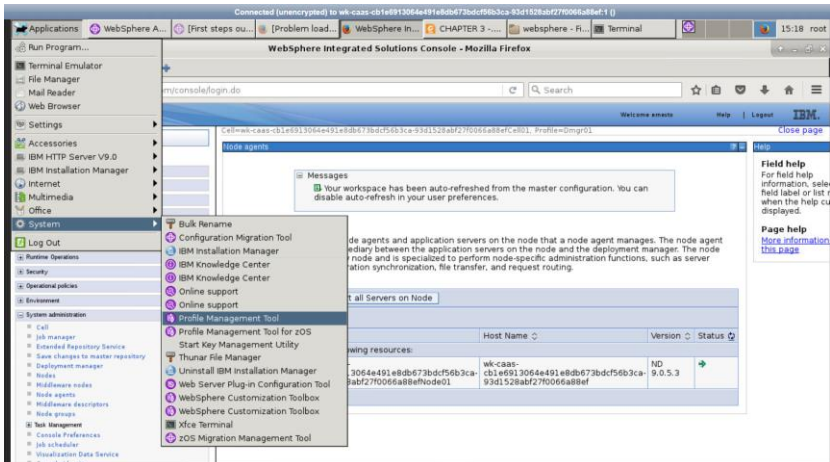 Connected (unencrypted) to wk-caas-cb1e6913064e491e8db673bdcf56b3ca-93d1528abf27f0066a88ef:1 ()
Applications
WebSphere A...
[First steps ou...
[Problem load...
WebSphere In...
CHAPTER 3 -....
websphere - Fi...
Terminal
15:18 root
WebSphere Integrated Solutions Console - Mozilla Firefox
Run Program...
Terminal Emulator
File Manager
Mail Reader
Web Browser
Settings
Accessories
IBM HTTP Server V9.0
IBM Installation Manager
Internet
Multimedia
Office
System
Log Out
m/console/login.do
Search
Welcome
Help | Logout
IBM.
Close page
Profile=Dmgr01
Node agents
Messages
Your workspace has been auto-refreshed from the master configuration. You can
disable auto-refresh in your user preferences.
Help
Field help
For field help
information, sele
field label or list r
when the help cu
displayed.
Page help
More information
this page
Bulk Rename
Configuration Migration Tool
IBM Installation Manager
IBM Knowledge Center
IBM Knowledge Center
Online support
Online support
Profile Management Tool
Profile Management Tool for zOS
Start Key Management Utility
Thunar File Manager
Uninstall IBM Installation Manager
Web Server Plug-in Configuration Tool
WebSphere Customization Toolbox
WebSphere Customization Toolbox
Xfce Terminal
zOS Migration Management Tool
de agents and application servers on the node that a node agent manages. The node agent
ediary between the application servers on the node and the deployment manager. The node
node and is specialized to perform node-specific administration functions, such as server
ation synchronization, file transfer, and request routing.
t all Servers on Node
Host Name
Version
Status
wing resources:
3064e491e8db673bdcf56b3ca-
abf27f0066a88efNode01
wk-caas-
cb1e6913064e491e8db673bdcf56b3ca-
93d1528abf27f0066a88ef
ND
9.0.5.3
Runtime Operations
Security
Operational policies
Environment
System administration
Cell
Job manager
Extended Repository Service
Save changes to master repository
Deployment manager
Nodes
Middleware nodes
Node agents
Middleware descriptors
Node groups
Task Management
Console Preferences
Job scheduler
Visualization Data Service